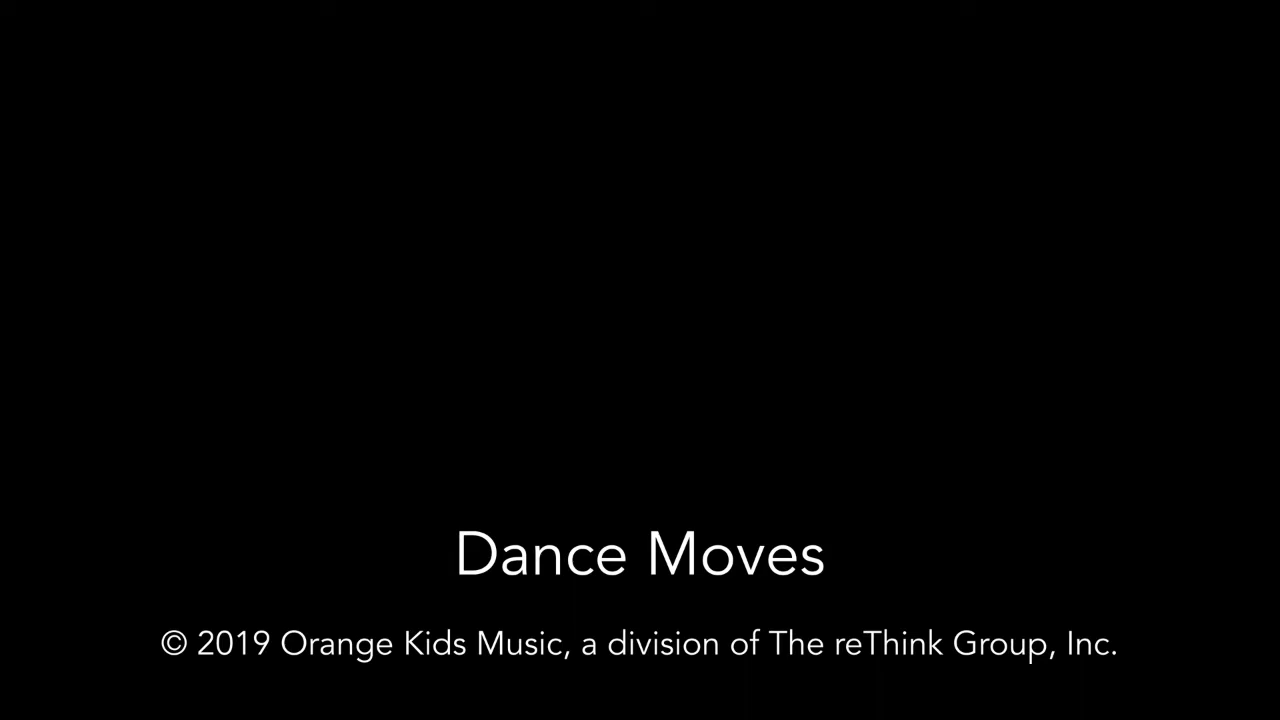 Dance Moves
© 2019 Orange Kids Music, a division of The reThink Group, Inc.